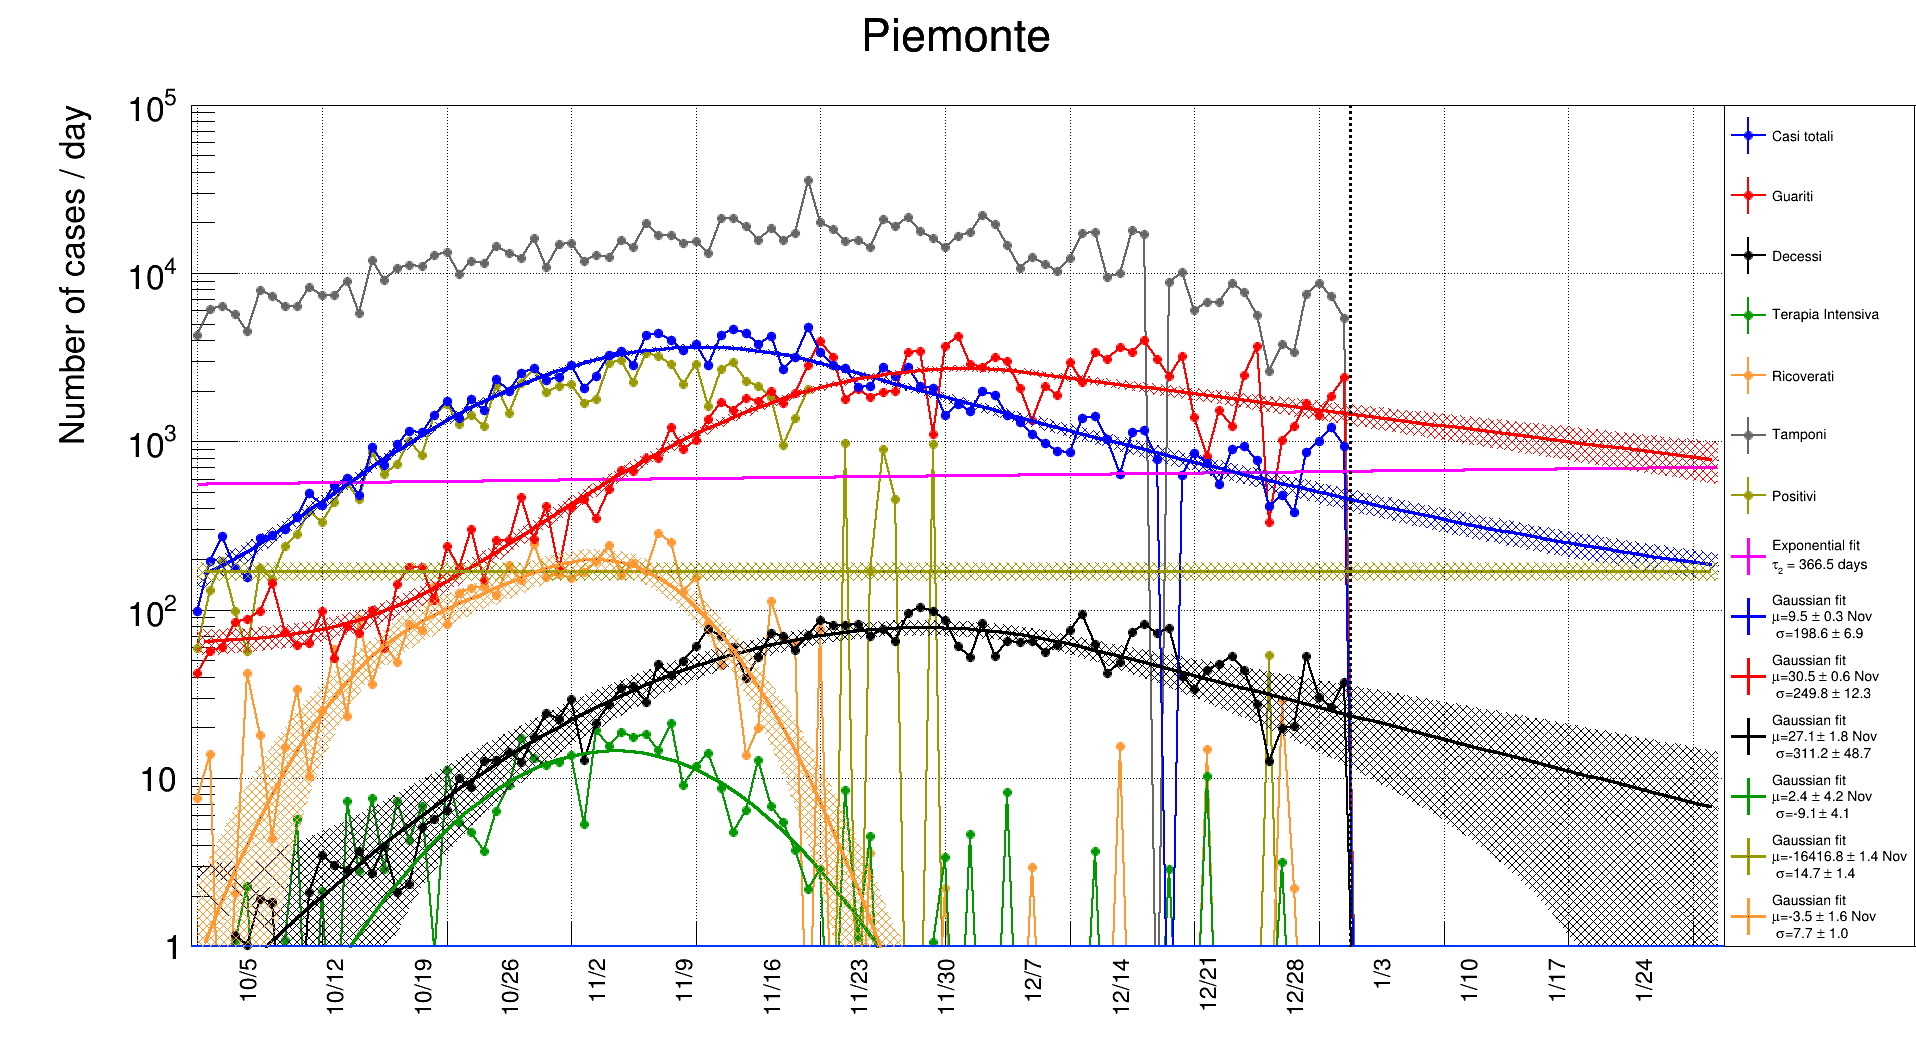 Piemonte
Number of cases / day
10^5
10^4
10^3
10^2
10
1
10/5
10/12
10/19
10/26
11/2
11/9
11/16
11/23
11/30
12/7
12/14
12/21
12/28
1/3
1/10
1/17
1/24
Casi totali
Guariti
Decessi
Terapia Intensiva
Ricoverati
Tamponi
Positivi
Exponential fit
τ₂ = 366.5 days
Gaussian fit
μ=9.5 ± 0.3 Nov
σ=198.6 ± 6.9
Gaussian fit
μ=30.5 ± 0.6 Nov
σ=249.8 ± 12.3
Gaussian fit
μ=27.1 ± 1.8 Nov
σ=311.2 ± 48.7
Gaussian fit
μ=2.4 ± 4.2 Nov
σ=-9.1 ± 4.1
Gaussian fit
μ=-16416.8 ± 1.4 Nov
σ=14.7 ± 1.4
Gaussian fit
μ=-3.5 ± 1.6 Nov
σ=7.7 ± 1.0